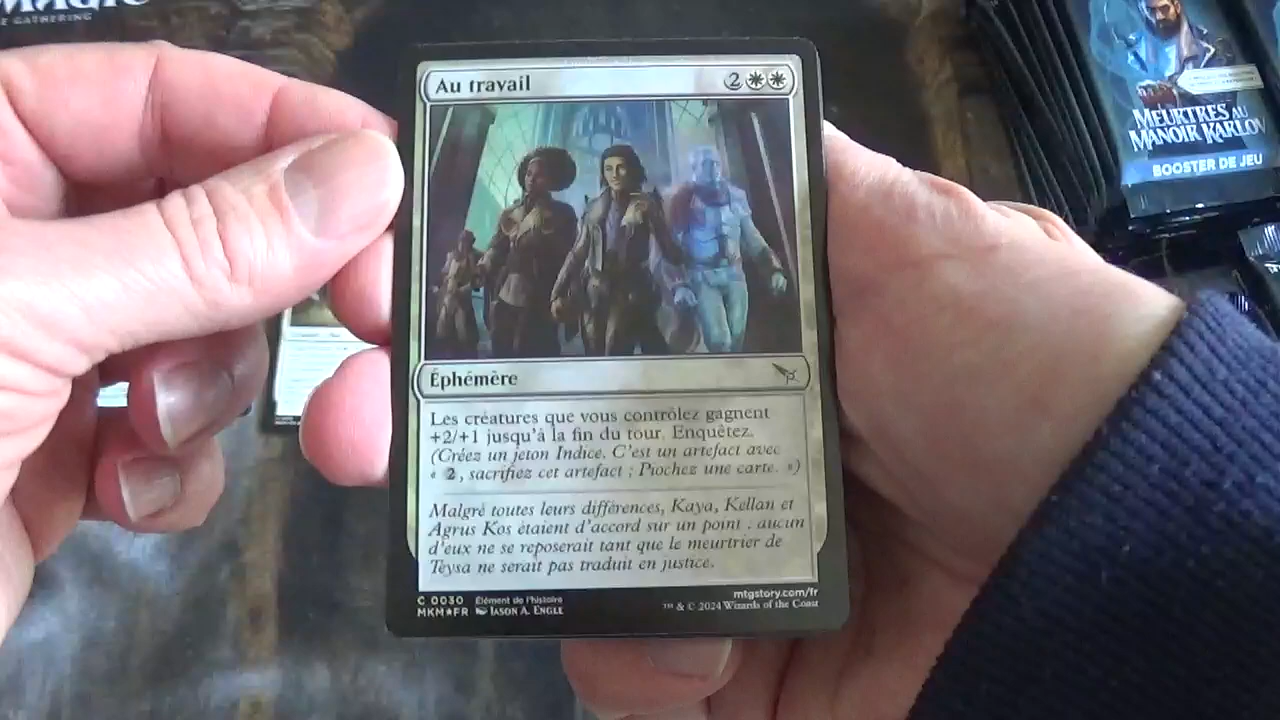 MAGIC
E GATHERING
MEURTRES AU
MANOIR KARLOV
BOOSTER DE JEU
Au travail
2
Éphémère
Les créatures que vous contrôlez gagnent
+2/+1 jusqu'à la fin du tour. Enquêtez.
(Créez un jeton Indice. C'est un artefact avec
« 2, sacrifiez cet artefact : Piochez une carte. »)
Malgré toutes leurs différences, Kaya, Kellan et
Agrus Kos étaient d'accord sur un point : aucun
d'eux ne se reposerait tant que le meurtrier de
Teysa ne serait pas traduit en justice.
C 0030 Élément de l'histoire
MKM★FR Jason A. Engle
mtgstory.com/fr
™ & © 2024 Wizards of the Coast